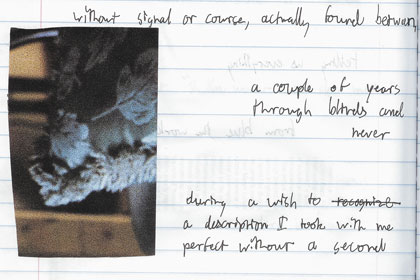 without signal or course, actually found between
a couple of years
through blinds and
never
during a wish to recognize
a description I took with me
perfect without a second